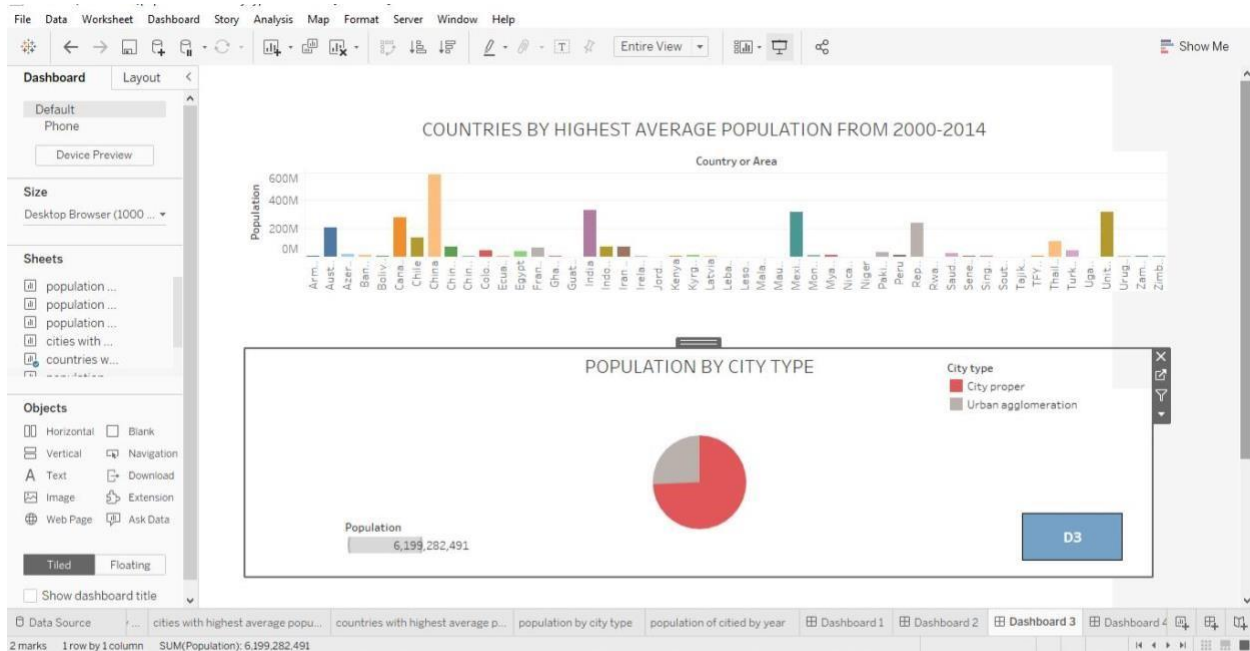 File Data Worksheet Dashboard Story Analysis Map Format Server Window Help
Entire View
Show Me
Dashboard Layout
Default
Phone
Device Preview
Size
Desktop Browser (1000 ...
Sheets
population ...
population ...
population ...
cities with ...
countries w...
Objects
Horizontal Blank
Vertical Navigation
A Text Download
Image Extension
Web Page Ask Data
Tiled Floating
Show dashboard title
COUNTRIES BY HIGHEST AVERAGE POPULATION FROM 2000-2014
Country or Area
Population
600M
400M
200M
0M
Arm.. Aust.. Azer.. Ban.. Boliv.. Cana.. Chile China Chin.. Chin.. Colo.. Ecua.. Egypt Fran.. Gha.. Guat.. India Indo.. Iran .. Irela.. Jord.. Kenya Kyrg.. Latvia Leba.. Leso.. Mala.. Mau.. Mexi.. Mon.. Mya.. Nica.. Niger Paki.. Peru Rep.. Rwa.. Saud.. Sene.. Sing.. Sout.. Tajik.. TFY.. Thail.. Turk.. Uga.. Unit.. Urug.. Zam.. Zimb..
POPULATION BY CITY TYPE
City type
City proper
Urban agglomeration
Population
6,199,282,491
D3
Data Source cities with highest average popu... countries with highest average p... population by city type population of citied by year Dashboard 1 Dashboard 2 Dashboard 3 Dashboard 4
2 marks 1 row by 1 column SUM(Population): 6,199,282,491